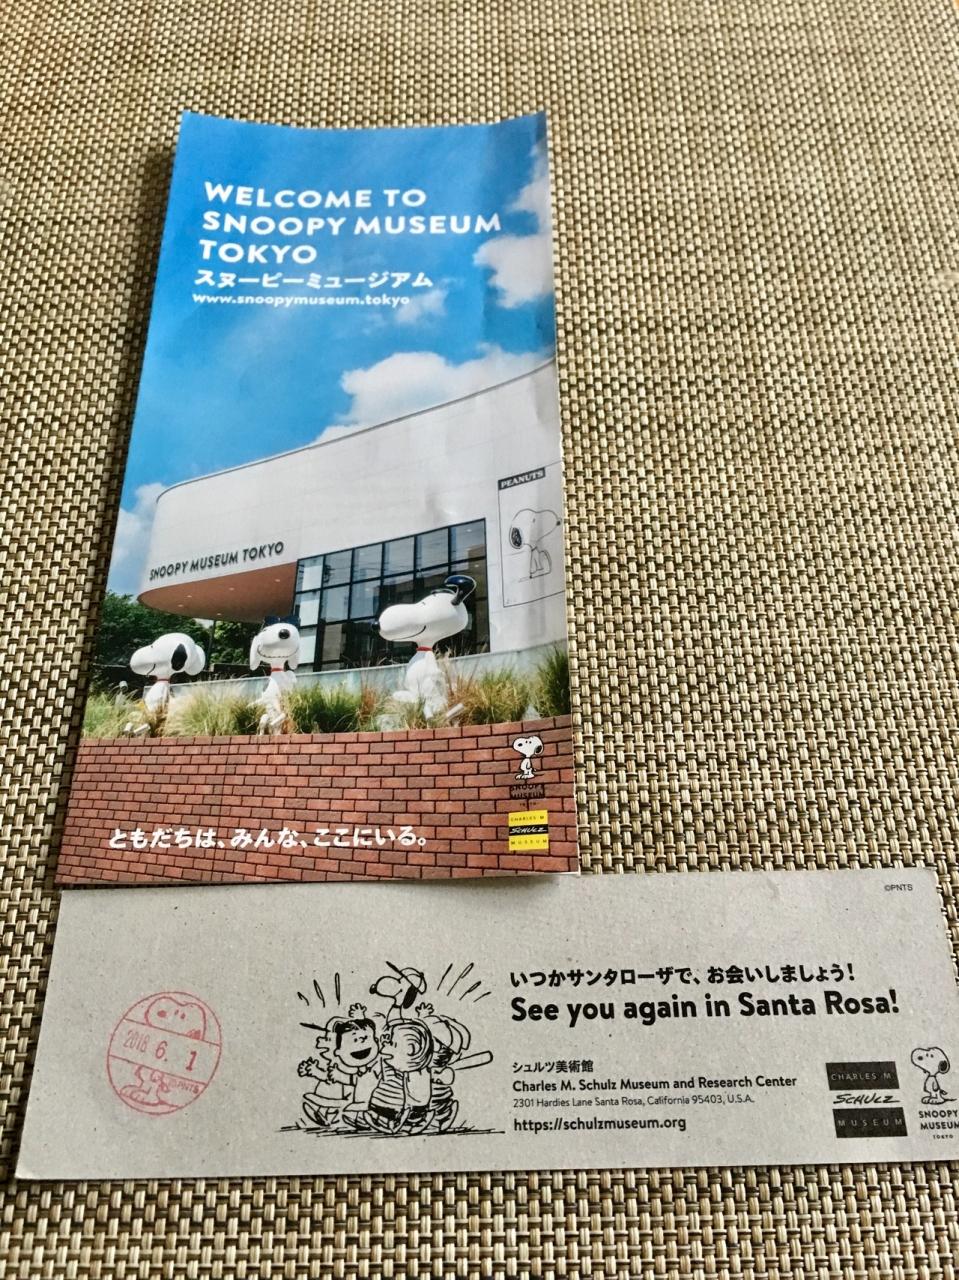 WELCOME TO
SNOOPY MUSEUM
TOKYO
スヌーピーミュージアム
www.snoopymuseum.tokyo
PEANUTS
SNOOPY MUSEUM TOKYO
SNOOPY
MUSEUM
TOKYO
CHARLES M.
SCHULZ
MUSEUM
ともだちは、みんな、ここにいる。
©PNTS
いつかサンタローザで、お会いしましょう!
See you again in Santa Rosa!
2018 6. 1
©PNTS
シュルツ美術館
Charles M. Schulz Museum and Research Center
2301 Hardies Lane Santa Rosa, California 95403, U.S.A.
https://schulzmuseum.org
CHARLES M.
SCHULZ
MUSEUM
SNOOPY
MUSEUM
TOKYO